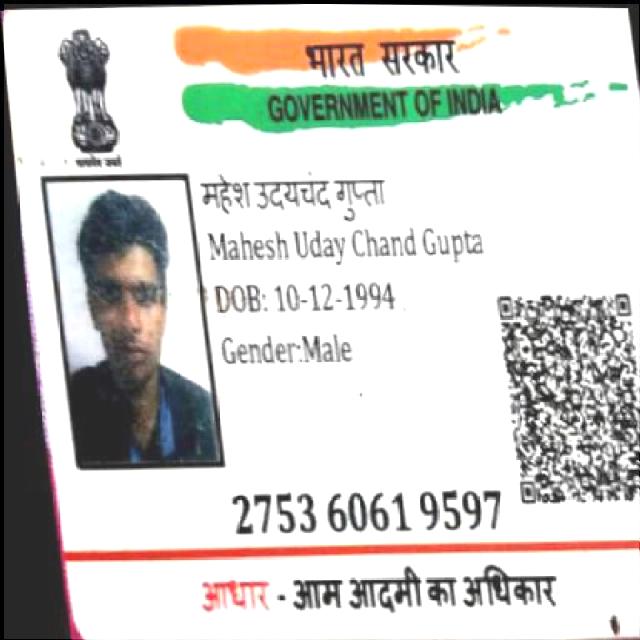 भारत सरकार
GOVERNMENT OF INDIA
महेश उदयचंद गुप्ता
Mahesh Uday Chand Gupta
DOB: 10-12-1994
Gender:Male
2753 6061 9597
आधार - आम आदमी का अधिकार